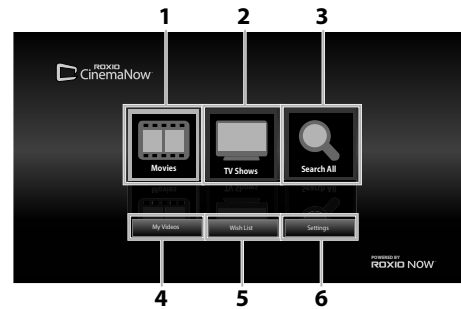 1 2 3
ROXIO
CinemaNow
Movies TV Shows Search All
My Videos Wish List Settings
POWERED BY
ROXIO NOW
4 5 6